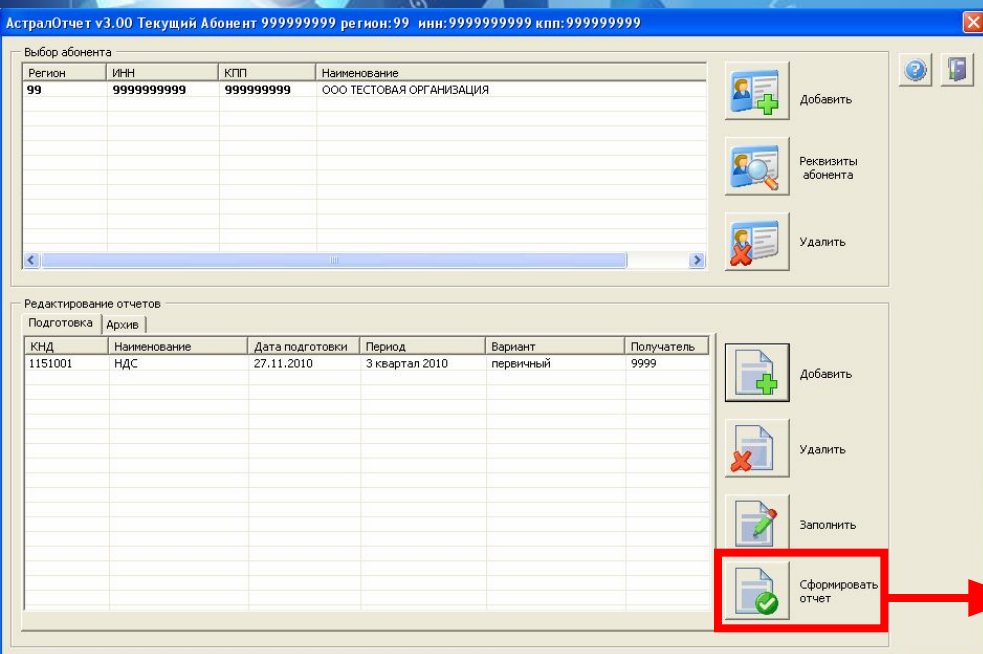 АстралОтчет v3.00 Текущий Абонент 999999999 регион:99 инн:9999999999 кпп:999999999
Выбор абонента
Регион ИНН КПП Наименование
99 9999999999 999999999 ООО ТЕСТОВАЯ ОРГАНИЗАЦИЯ
Добавить
Реквизиты
абонента
Удалить
Редактирование отчетов
Подготовка Архив
КНД Наименование Дата подготовки Период Вариант Получатель
1151001 НДС 27.11.2010 3 квартал 2010 первичный 9999
Добавить
Удалить
Заполнить
Сформировать
отчет